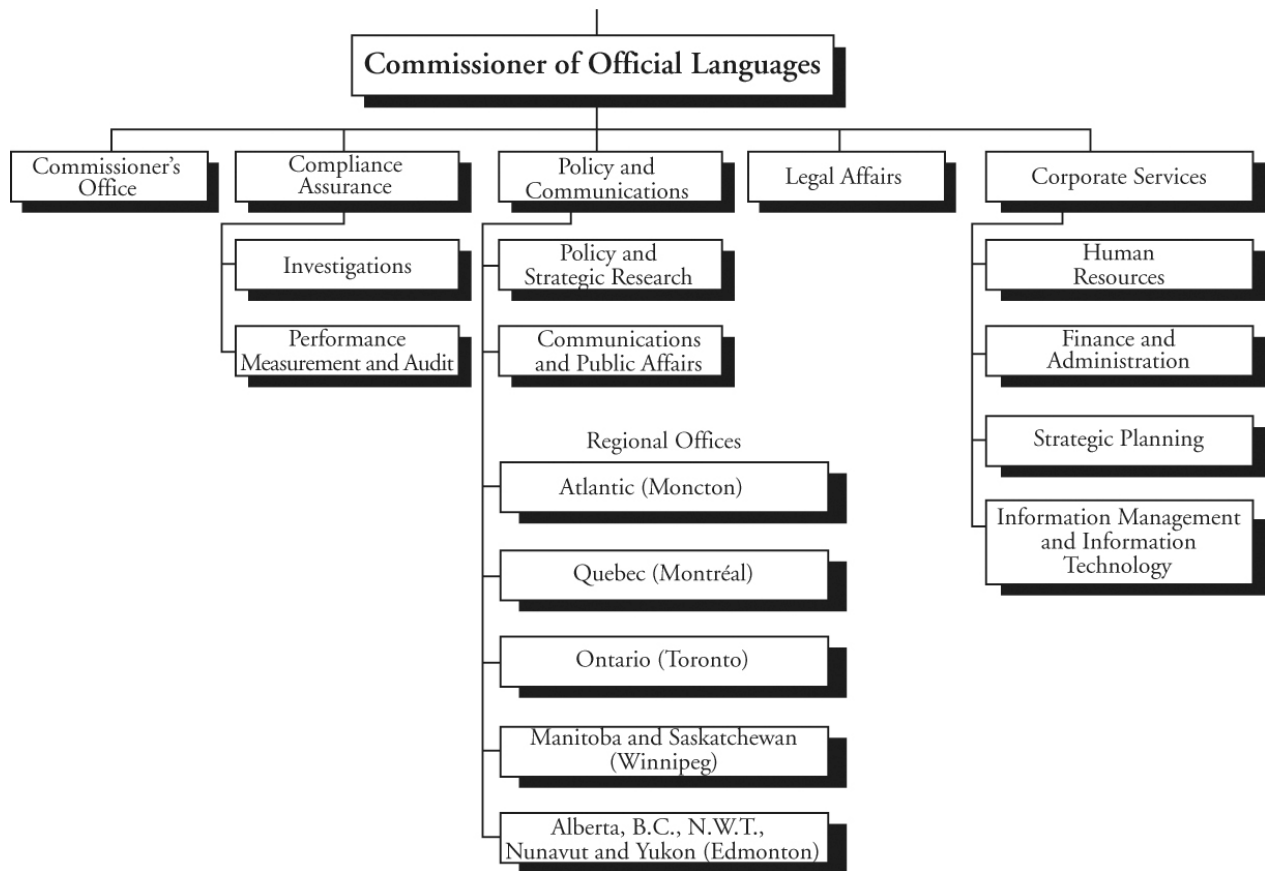 Commissioner of Official Languages
Commissioner's
Office
Compliance
Assurance
Policy and
Communications
Legal Affairs
Corporate Services
Investigations
Performance
Measurement and Audit
Policy and
Strategic Research
Communications
and Public Affairs
Regional Offices
Atlantic (Moncton)
Quebec (Montréal)
Ontario (Toronto)
Manitoba and Saskatchewan
(Winnipeg)
Alberta, B.C., N.W.T.,
Nunavut and Yukon (Edmonton)
Human
Resources
Finance and
Administration
Strategic Planning
Information Management
and Information
Technology